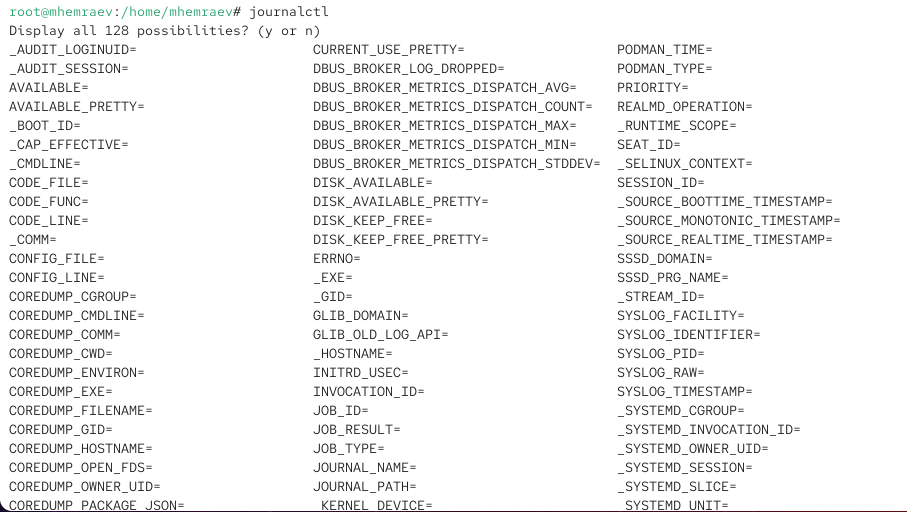 root@mhemraev:/home/mhemraev# journalctl
Display all 128 possibilities? (y or n)
_AUDIT_LOGINUID= CURRENT_USE_PRETTY= PODMAN_TIME=
_AUDIT_SESSION= DBUS_BROKER_LOG_DROPPED= PODMAN_TYPE=
AVAILABLE= DBUS_BROKER_METRICS_DISPATCH_AVG= PRIORITY=
AVAILABLE_PRETTY= DBUS_BROKER_METRICS_DISPATCH_COUNT= REALMD_OPERATION=
_BOOT_ID= DBUS_BROKER_METRICS_DISPATCH_MAX= _RUNTIME_SCOPE=
_CAP_EFFECTIVE= DBUS_BROKER_METRICS_DISPATCH_MIN= SEAT_ID=
_CMDLINE= DBUS_BROKER_METRICS_DISPATCH_STDDEV= _SELINUX_CONTEXT=
CODE_FILE= DISK_AVAILABLE= SESSION_ID=
CODE_FUNC= DISK_AVAILABLE_PRETTY= _SOURCE_BOOTTIME_TIMESTAMP=
CODE_LINE= DISK_KEEP_FREE= _SOURCE_MONOTONIC_TIMESTAMP=
_COMM= DISK_KEEP_FREE_PRETTY= _SOURCE_REALTIME_TIMESTAMP=
CONFIG_FILE= ERRNO= SSSD_DOMAIN=
CONFIG_LINE= _EXE= SSSD_PRG_NAME=
COREDUMP_CGROUP= _GID= _STREAM_ID=
COREDUMP_CMDLINE= GLIB_DOMAIN= SYSLOG_FACILITY=
COREDUMP_COMM= GLIB_OLD_LOG_API= SYSLOG_IDENTIFIER=
COREDUMP_CWD= _HOSTNAME= SYSLOG_PID=
COREDUMP_ENVIRON= INITRD_USEC= SYSLOG_RAW=
COREDUMP_EXE= INVOCATION_ID= SYSLOG_TIMESTAMP=
COREDUMP_FILENAME= JOB_ID= _SYSTEMD_CGROUP=
COREDUMP_GID= JOB_RESULT= _SYSTEMD_INVOCATION_ID=
COREDUMP_HOSTNAME= JOB_TYPE= _SYSTEMD_OWNER_UID=
COREDUMP_OPEN_FDS= JOURNAL_NAME= _SYSTEMD_SESSION=
COREDUMP_OWNER_UID= JOURNAL_PATH= _SYSTEMD_SLICE=
COREDUMP_PACKAGE_JSON= _KERNEL_DEVICE= _SYSTEMD_UNIT=